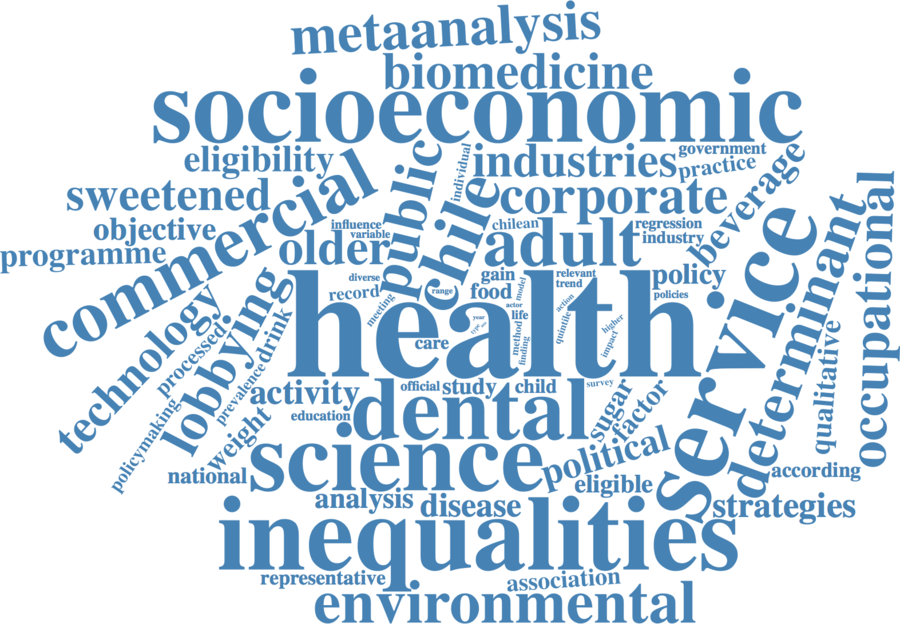 metaanalysis
biomedicine
socioeconomic
eligibility
industries
government
practice
individual
public
chile
sweetened
commercial
corporate
beverage
objective
influence
variable
chilean
regression
industry
programme
older
adult
service
determinant
occupational
diverse
record
range
gain
food
relevant
trend
policy
policies
meeting
health
model
actor
life
year
type
method
finding
action
quintile
higher
impact
care
technology
processed
lobbying
drink
prevalence
policymaking
weight
activity
official
study
child
survey
sugar
factor
qualitative
education
dental
national
science
political
according
eligible
analysis
disease
strategies
inequalities
representative
association
environmental